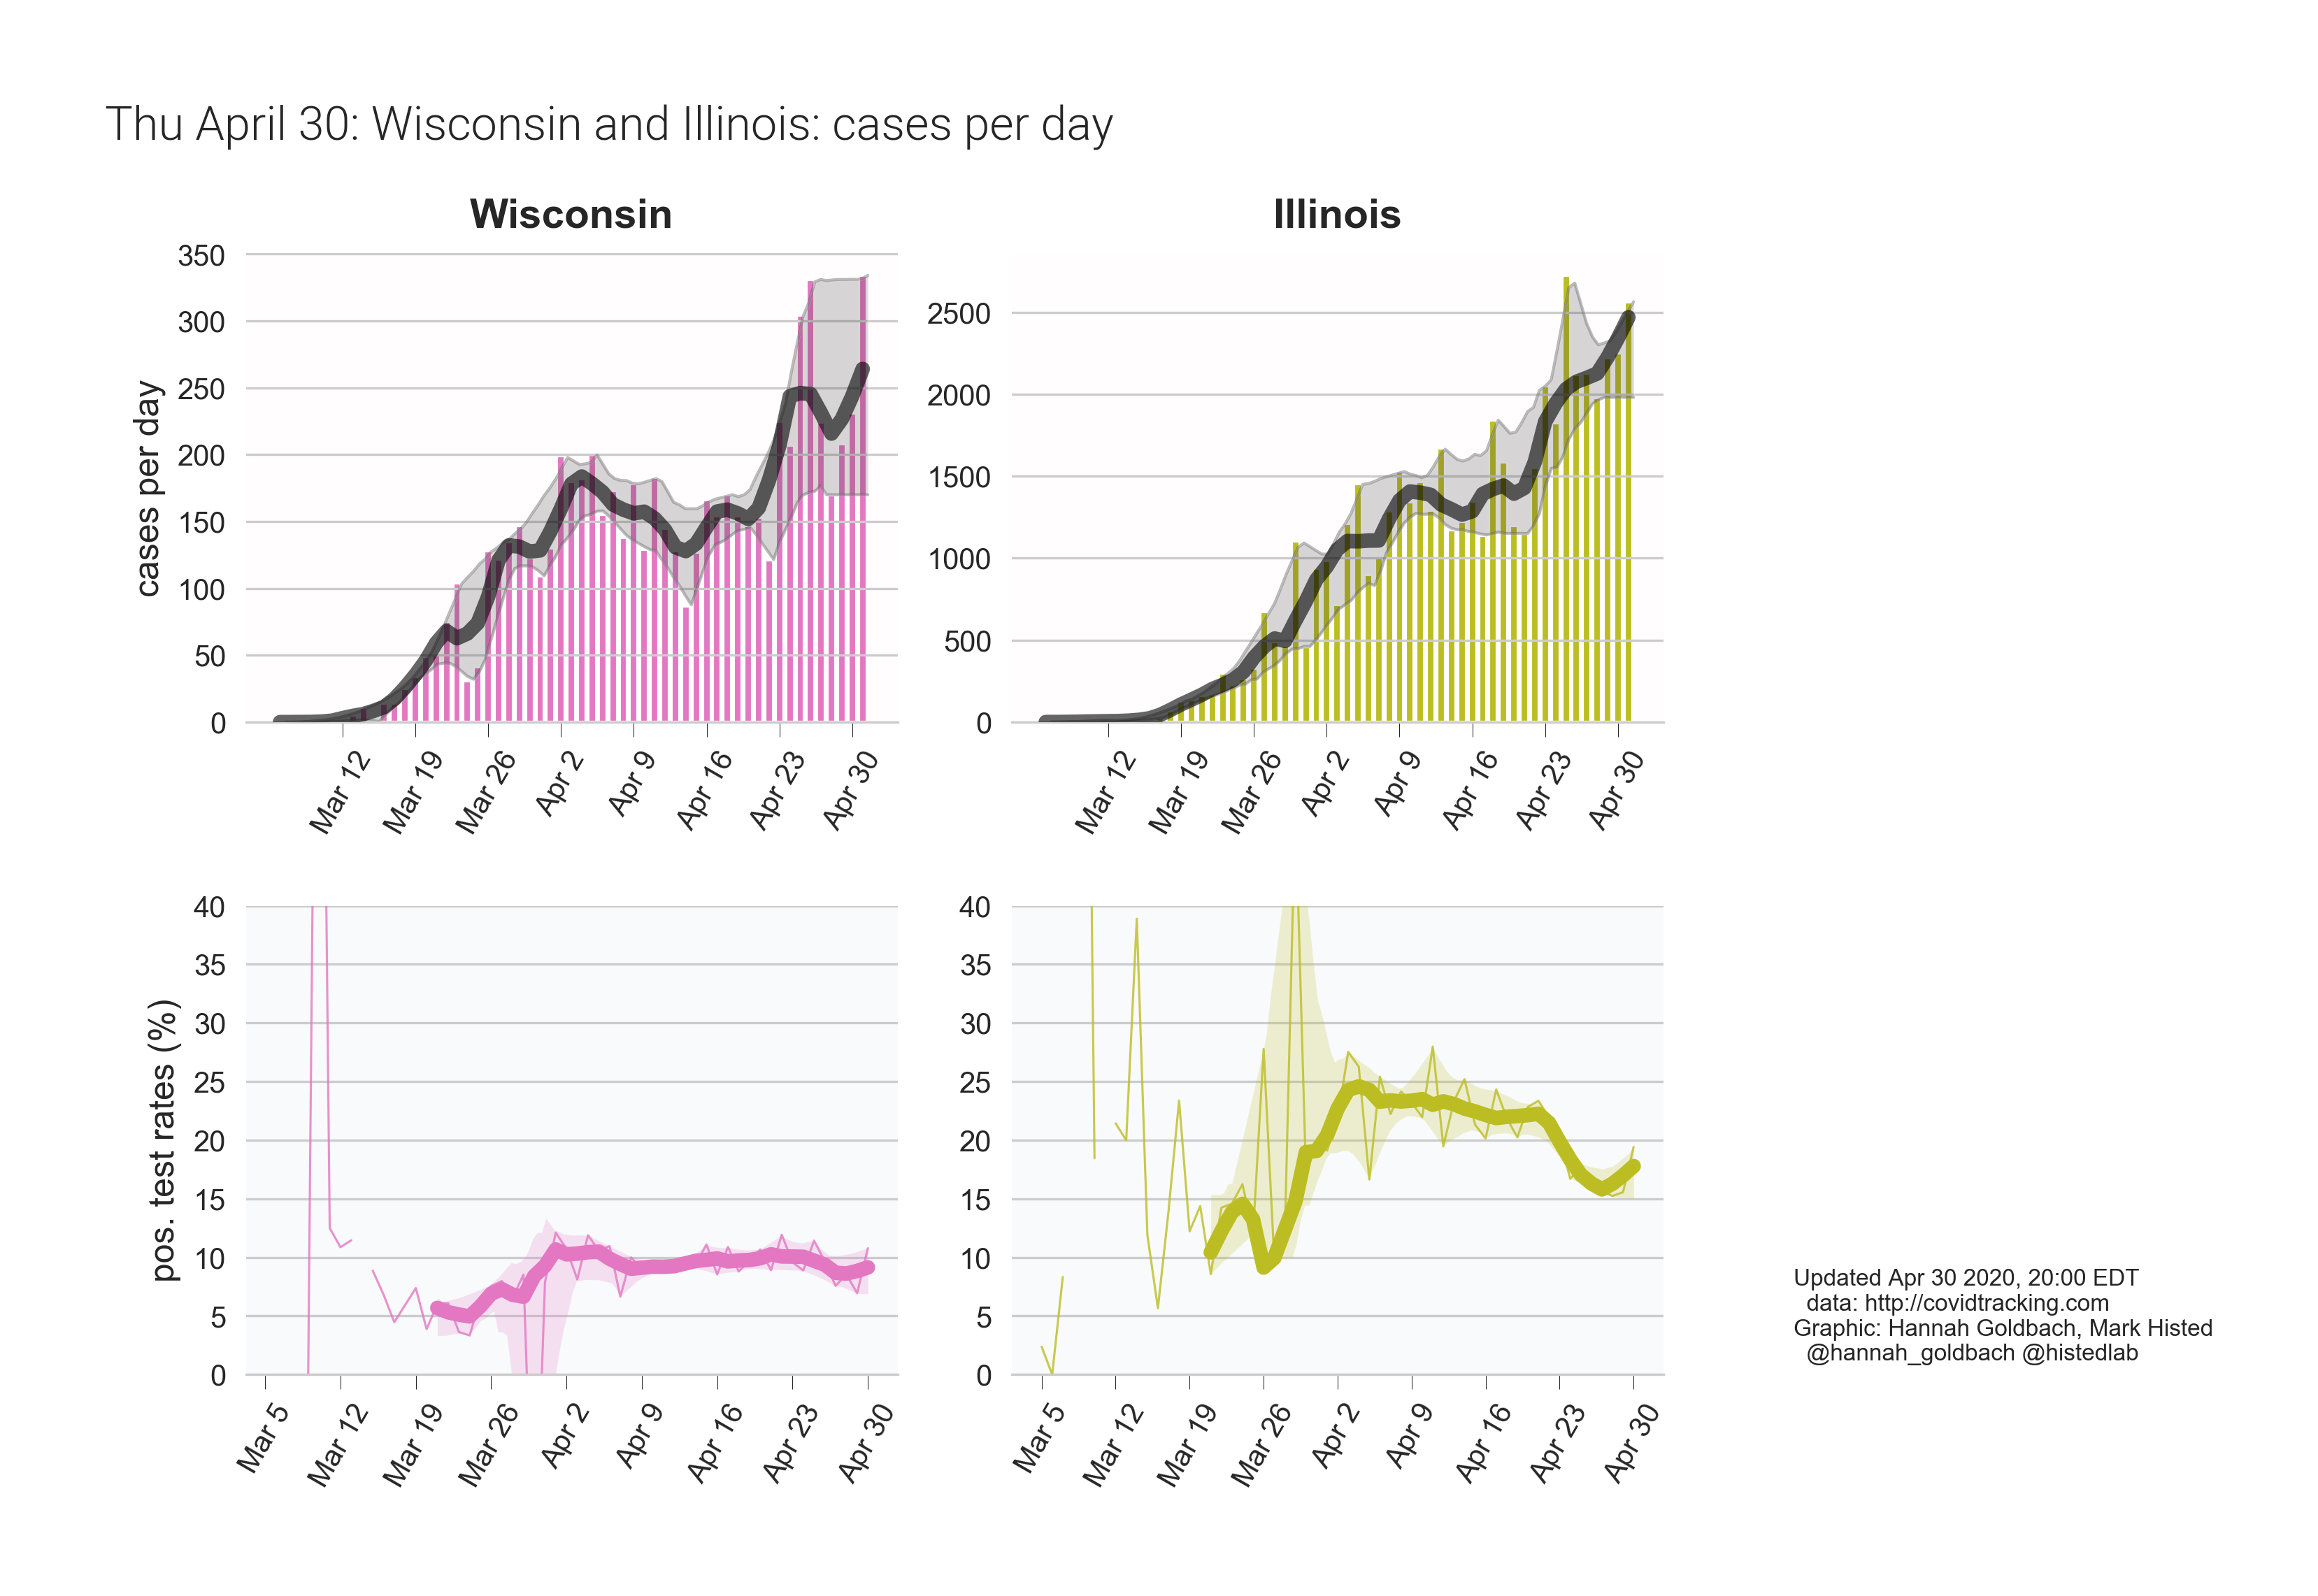 Thu April 30: Wisconsin and Illinois: cases per day
Wisconsin
cases per day
350
300
250
200
150
100
50
0
Mar 12
Mar 19
Mar 26
Apr 2
Apr 9
Apr 16
Apr 23
Apr 30
Illinois
2500
2000
1500
1000
500
0
Mar 12
Mar 19
Mar 26
Apr 2
Apr 9
Apr 16
Apr 23
Apr 30
pos. test rates (%)
40
35
30
25
20
15
10
5
0
Mar 5
Mar 12
Mar 19
Mar 26
Apr 2
Apr 9
Apr 16
Apr 23
Apr 30
40
35
30
25
20
15
10
5
0
Mar 5
Mar 12
Mar 19
Mar 26
Apr 2
Apr 9
Apr 16
Apr 23
Apr 30
Updated Apr 30 2020, 20:00 EDT
data: http://covidtracking.com
Graphic: Hannah Goldbach, Mark Histed
@hannah_goldbach @histedlab